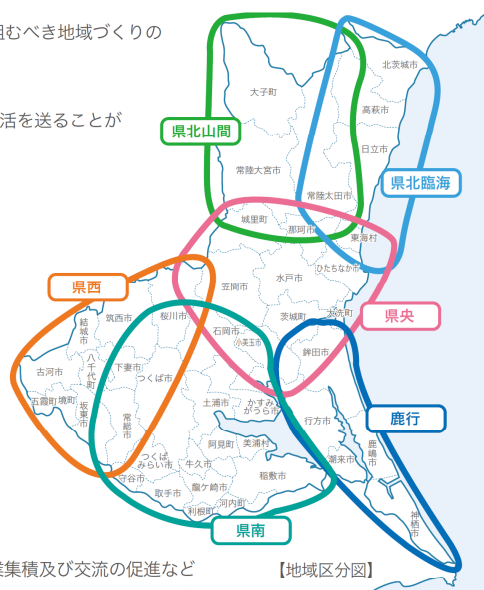 組むべき地域づくりの
北茨城市
大子町
高萩市
活を送ることが
県北山間
日立市
常陸大宮市
県北臨海
常陸太田市
城里町
那珂市
東海村
ひたちなか市
水戸市
県西
笠間市
桜川市
茨城町
大洗町
県央
筑西市
結城市
石岡市
小美玉市
鉾田市
八千代町
下妻市
古河市
つくば市
五霞町
境町
坂東市
土浦市
かすみがうら市
鹿行
常総市
行方市
阿見町
美浦村
鹿嶋市
つくばみらい市
牛久市
潮来市
守谷市
稲敷市
取手市
龍ケ崎市
河内町
利根町
神栖市
県南
業集積及び交流の促進など
【地域区分図】